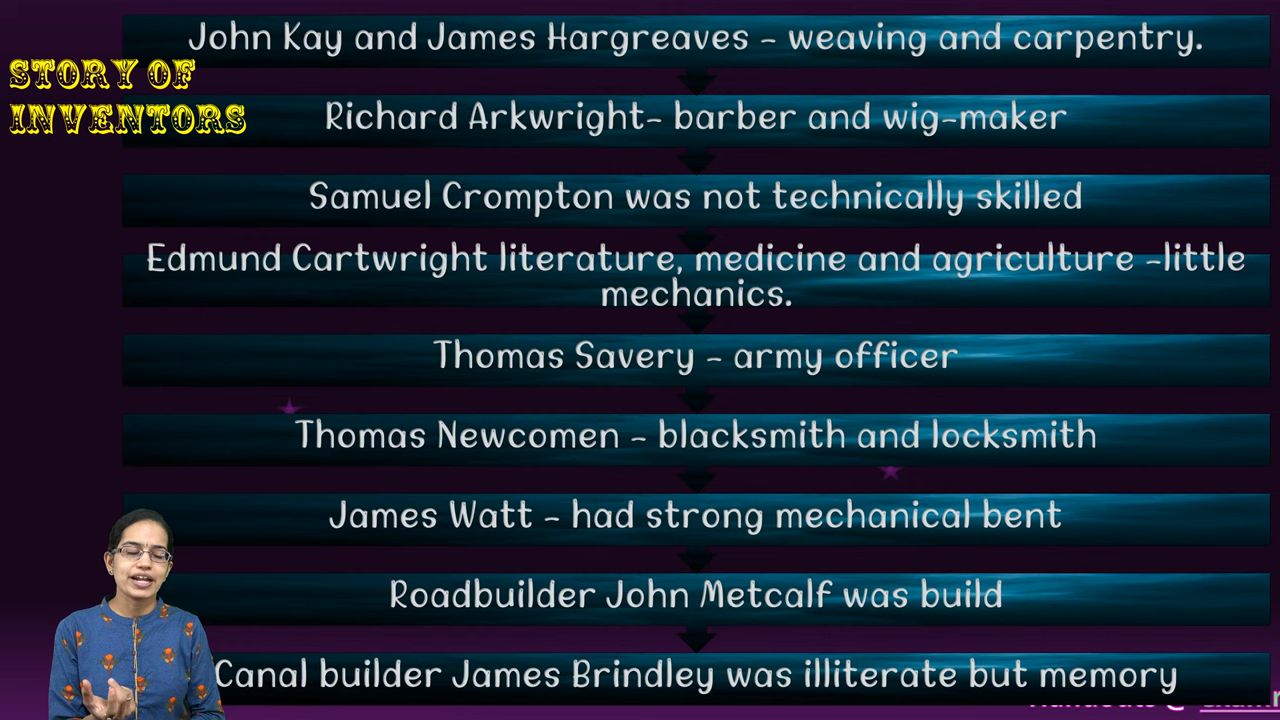 STORY OF
INVENTORS
John Kay and James Hargreaves - weaving and carpentry.
Richard Arkwright- barber and wig-maker
Samuel Crompton was not technically skilled
Edmund Cartwright literature, medicine and agriculture -little
mechanics.
Thomas Savery - army officer
Thomas Newcomen - blacksmith and locksmith
James Watt - had strong mechanical bent
Roadbuilder John Metcalf was build
Canal builder James Brindley was illiterate but memory